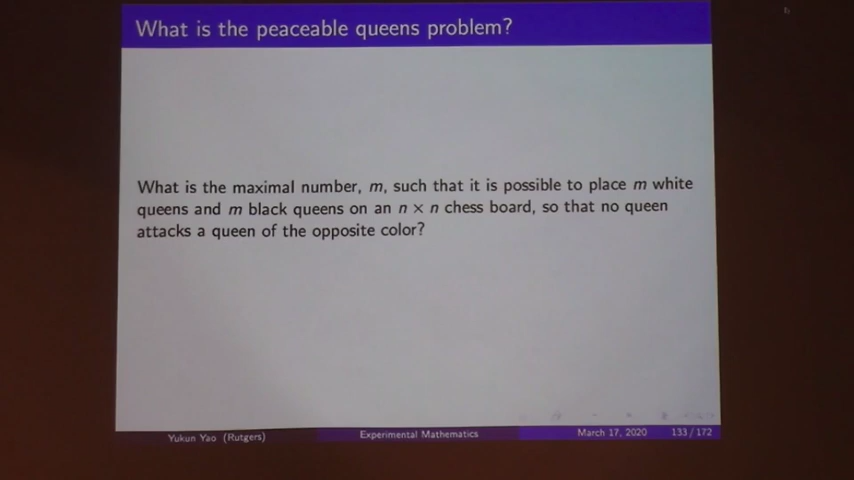 What is the peaceable queens problem?
What is the maximal number, m, such that it is possible to place m white
queens and m black queens on an n × n chess board, so that no queen
attacks a queen of the opposite color?
Yukun Yao (Rutgers) Experimental Mathematics March 17, 2020 133 / 172